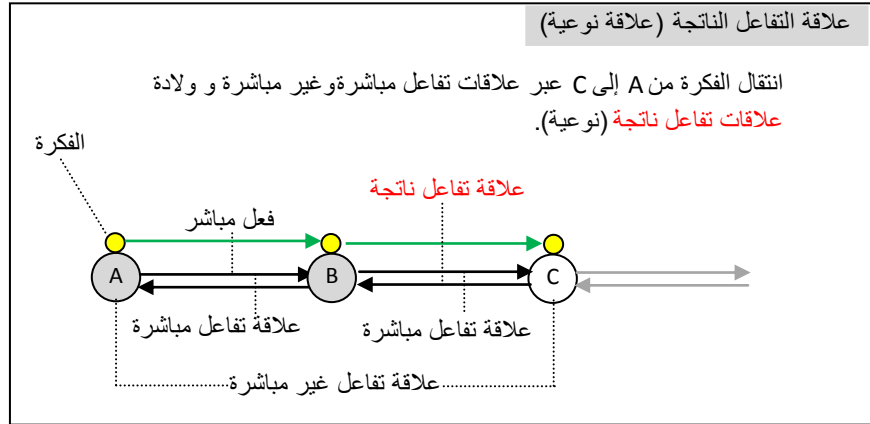 علاقة التفاعل الناتجة (علاقة نوعية)
انتقال الفكرة من A إلى C عبر علاقات تفاعل مباشرةوغير مباشرة و ولادة
علاقات تفاعل ناتجة (نوعية).
الفكرة
علاقة تفاعل ناتجة
فعل مباشر
A
B
C
علاقة تفاعل مباشرة
علاقة تفاعل مباشرة
علاقة تفاعل غير مباشرة